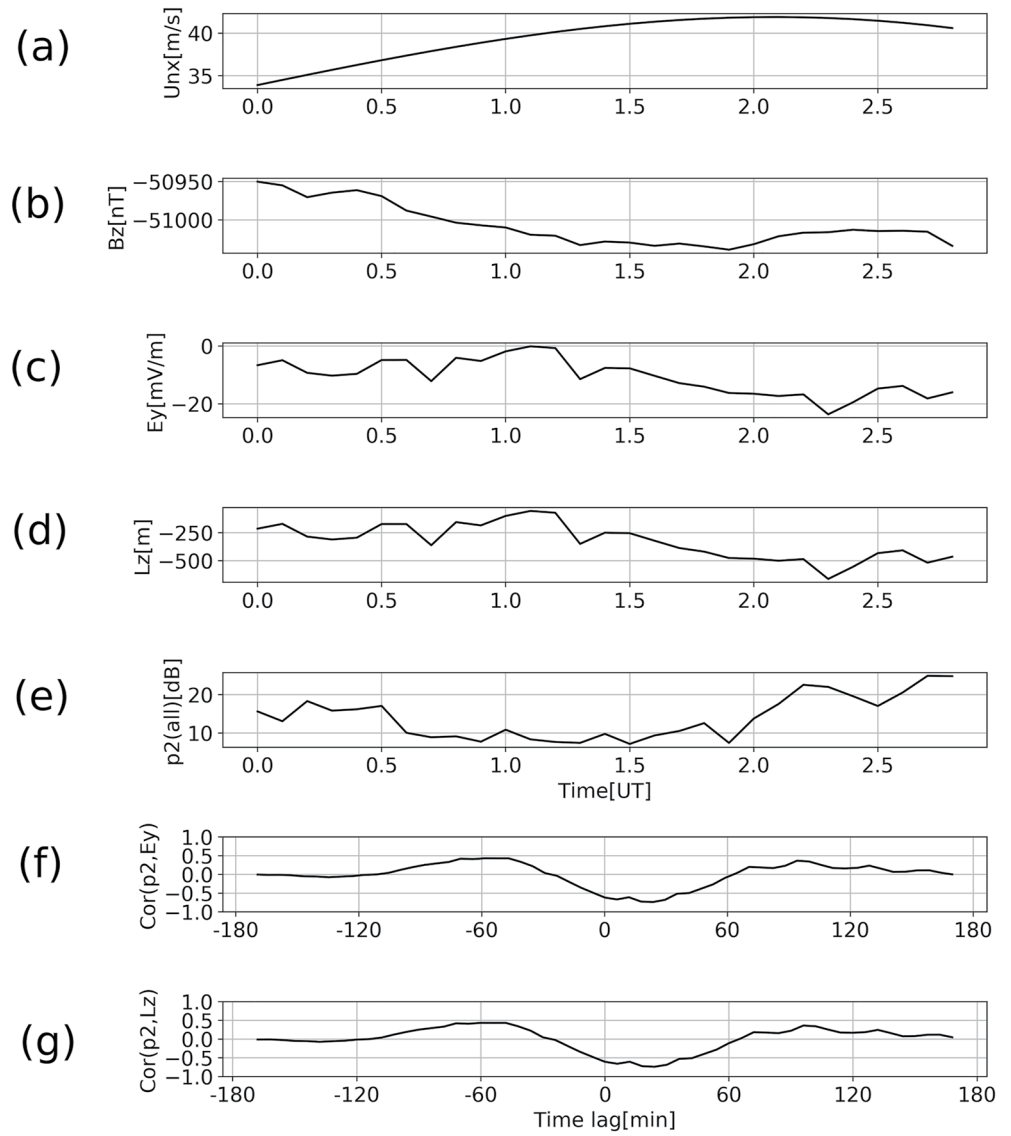 (a)
Unx[m/s]
40
35
0.0 0.5 1.0 1.5 2.0 2.5
(b)
Bz[nT]
−50950
−51000
0.0 0.5 1.0 1.5 2.0 2.5
(c)
Ey[mV/m]
0
−20
0.0 0.5 1.0 1.5 2.0 2.5
(d)
Lz[m]
−250
−500
0.0 0.5 1.0 1.5 2.0 2.5
(e)
p2(all)[dB]
20
10
0.0 0.5 1.0 1.5 2.0 2.5
Time[UT]
(f)
Cor(p2,Ey)
1.0
0.5
0.0
−0.5
−1.0
-180 -120 -60 0 60 120 180
(g)
Cor(p2,Lz)
1.0
0.5
0.0
−0.5
−1.0
-180 -120 -60 0 60 120 180
Time lag[min]